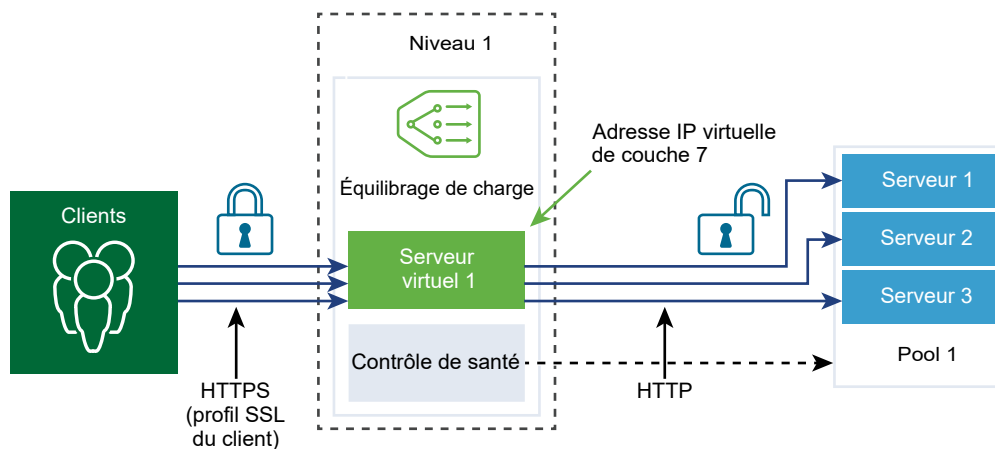 Niveau 1
Équilibrage de charge
Adresse IP virtuelle
de couche 7
Clients
Serveur
virtuel 1
Serveur 1
Serveur 2
Serveur 3
Pool 1
Contrôle de santé
HTTPS
(profil SSL
du client)
HTTP